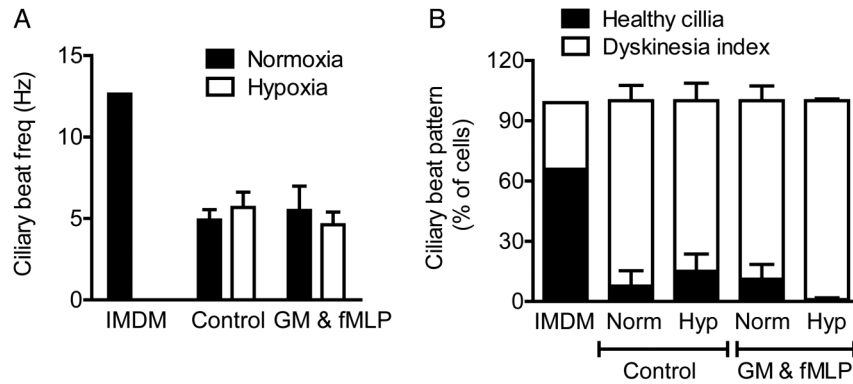 A
Ciliary beat freq (Hz)
15
10
5
0
Normoxia
Hypoxia
IMDM Control GM & fMLP
B
Healthy cillia
Dyskinesia index
Ciliary beat pattern
(% of cells)
120
90
60
30
0
IMDM Norm Hyp Norm Hyp
Control GM & fMLP